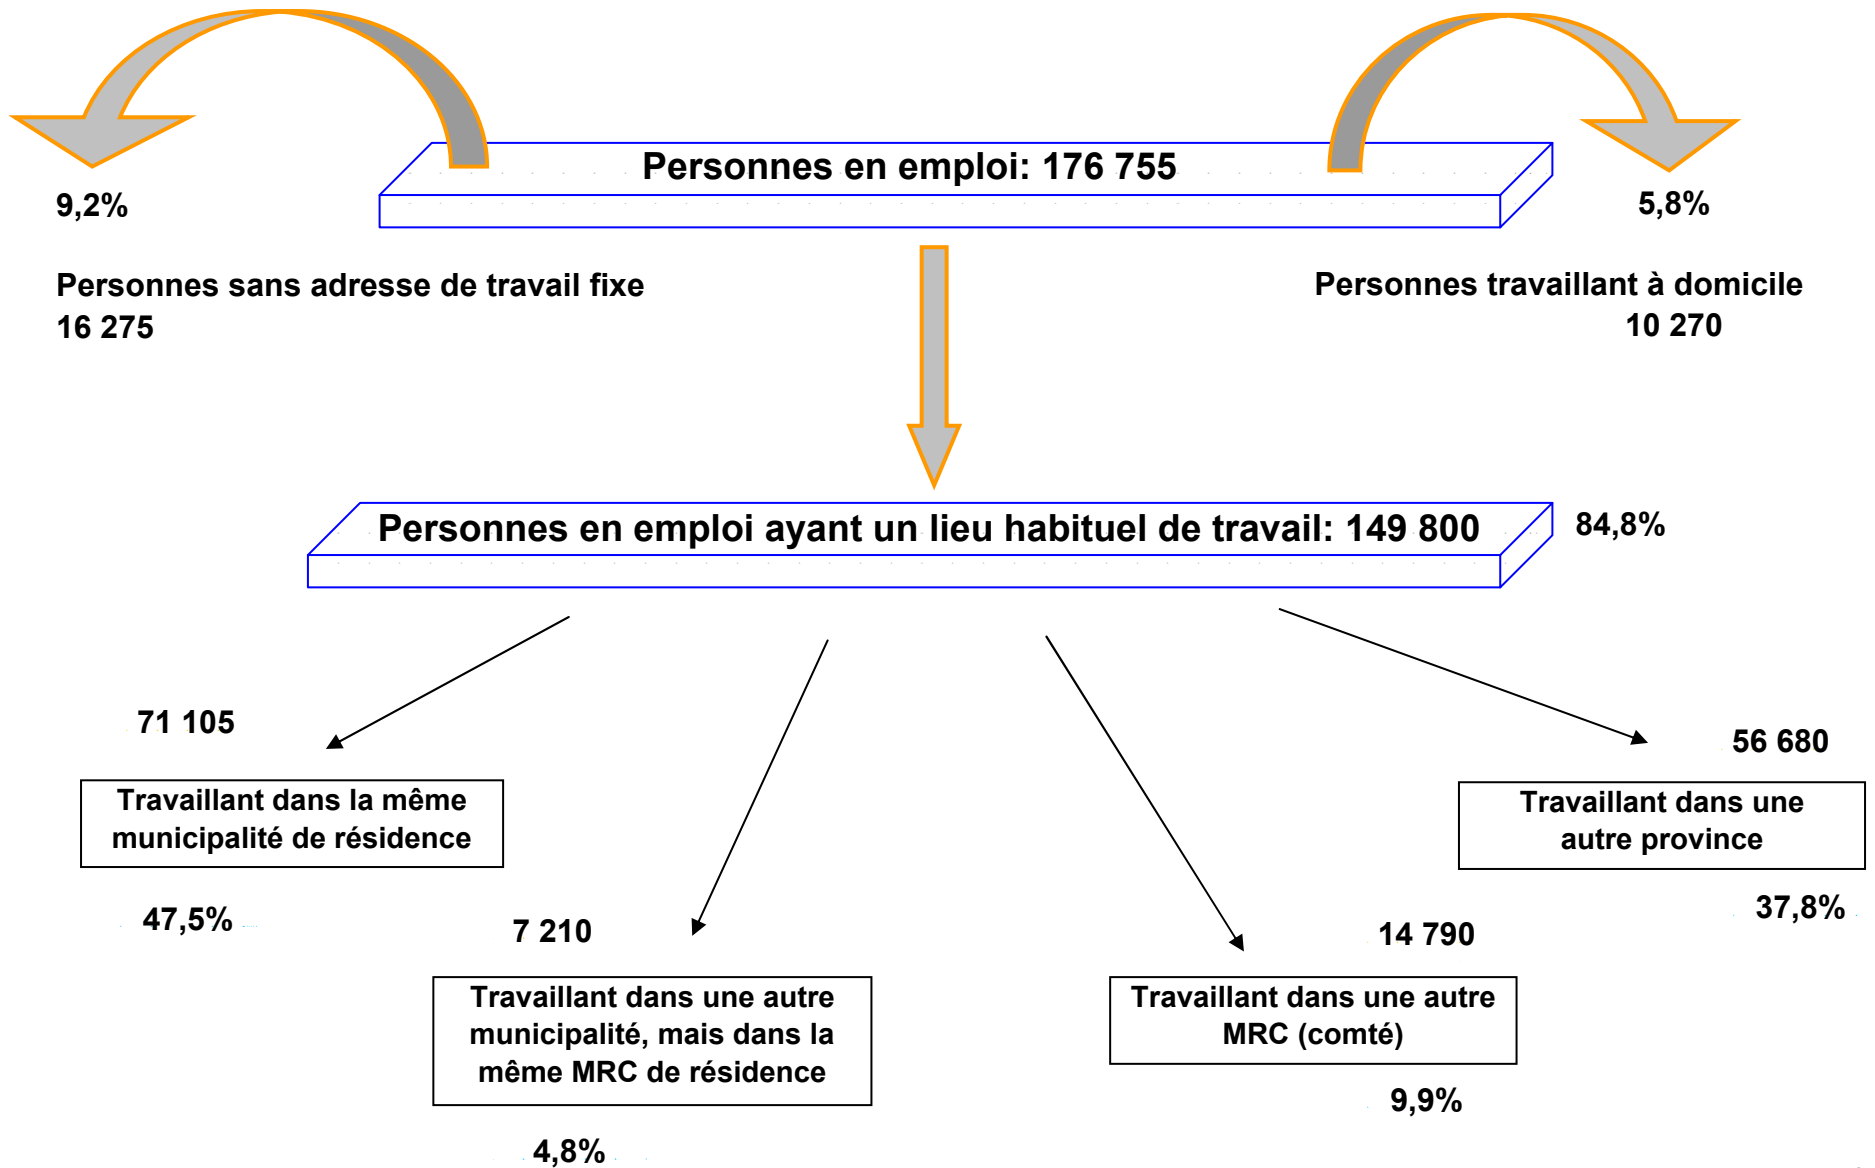 Personnes en emploi: 176 755
9,2%
5,8%
Personnes sans adresse de travail fixe
16 275
Personnes travaillant à domicile
10 270
Personnes en emploi ayant un lieu habituel de travail: 149 800
84,8%
71 105
Travaillant dans la même
municipalité de résidence
47,5%
7 210
Travaillant dans une autre
municipalité, mais dans la
même MRC de résidence
4,8%
14 790
Travaillant dans une autre
MRC (comté)
9,9%
56 680
Travaillant dans une
autre province
37,8%